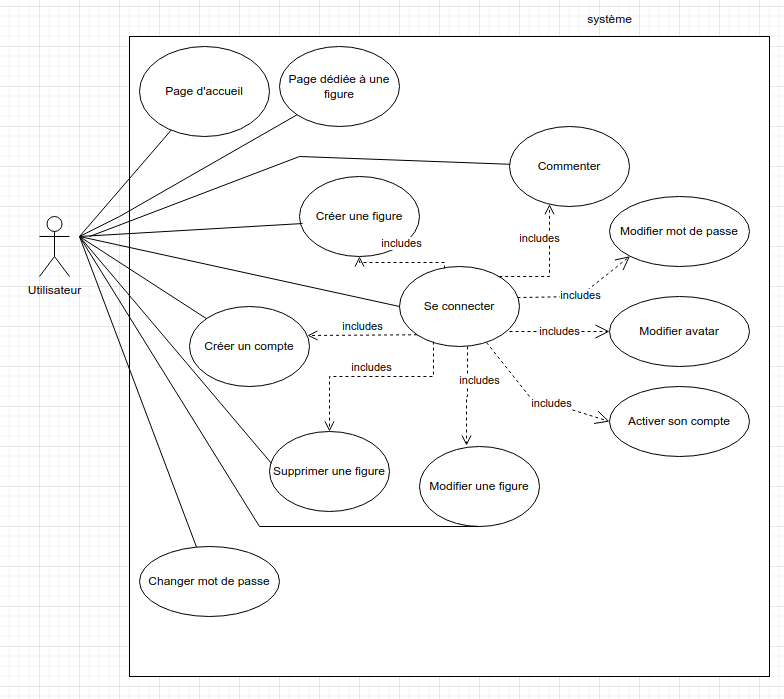 système
Page d'accueil
Page dédiée à une
figure
Commenter
Créer une figure
includes
includes
Modifier mot de passe
Utilisateur
includes
Se connecter
includes
Créer un compte
includes
Modifier avatar
includes
includes
includes
Activer son compte
Supprimer une figure
Modifier une figure
Changer mot de passe